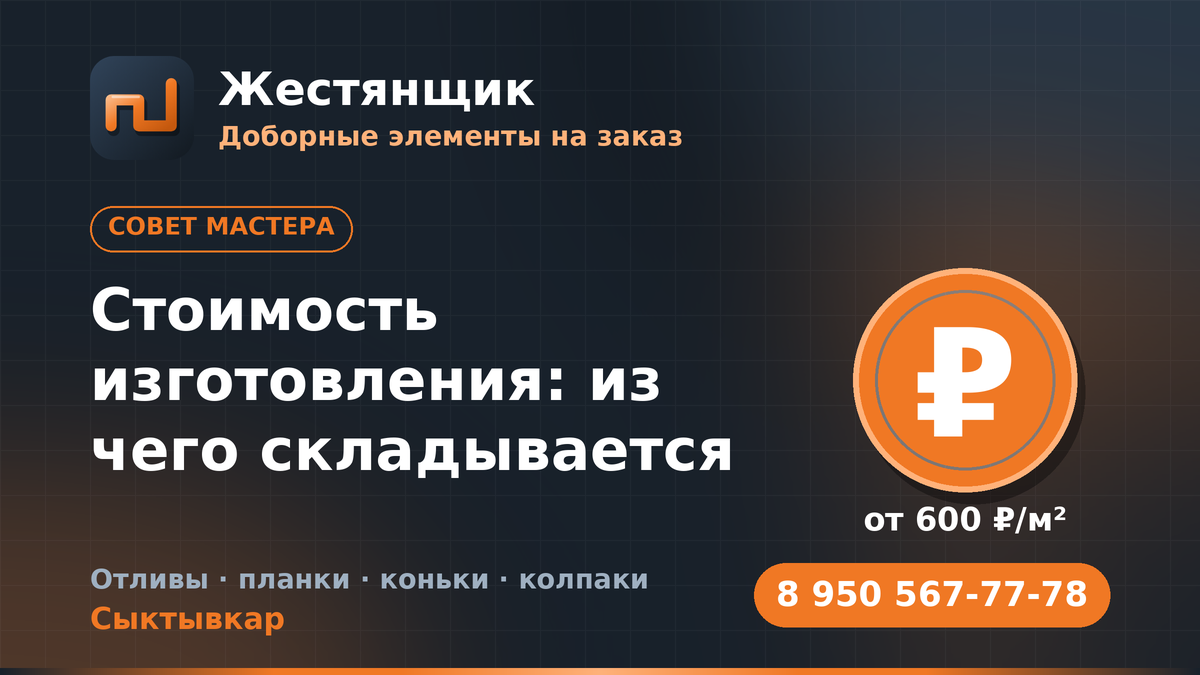 Жестянщик
Доборные элементы на заказ
СОВЕТ МАСТЕРА
Стоимость
изготовления: из
чего складывается
₽
от 600 ₽/м²
Отливы · планки · коньки · колпаки
Сыктывкар
8 950 567-77-78